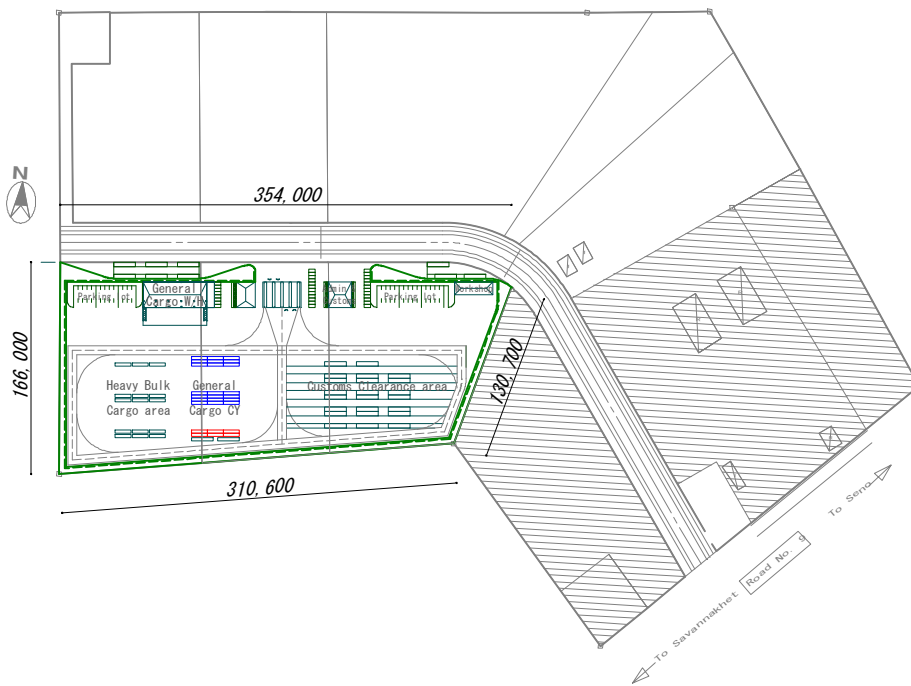 N
354,000
Parking lot
General
Cargo W/H
Parking lot
Workshop
166,000
130,700
Heavy Bulk
Cargo area
General
Cargo CY
Customs Clearance area
310,600
To Seno
Road No. 9
To Savannakhet